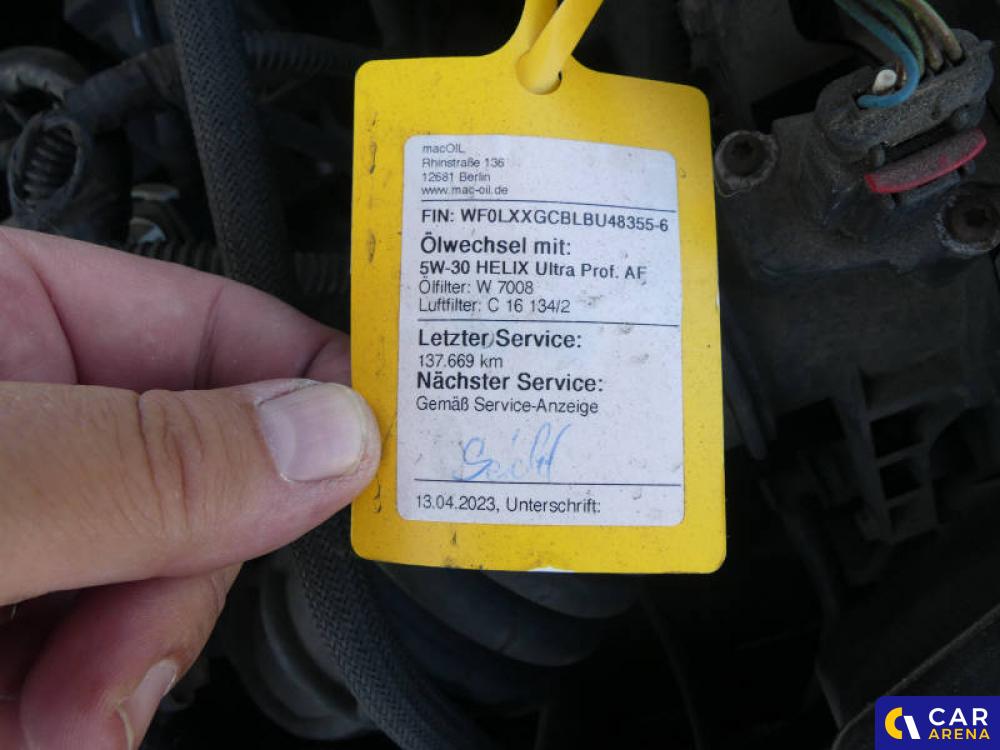 macOIL
Rhinstraße 136
12681 Berlin
www.mac-oil.de
FIN: WF0LXXGCBLBU48355-6
Ölwechsel mit:
5W-30 HELIX Ultra Prof. AF
Ölfilter: W 7008
Luftfilter: C 16 134/2
Letzter Service:
137.669 km
Nächster Service:
Gemäß Service-Anzeige
13.04.2023, Unterschrift:
CAR
ARENA